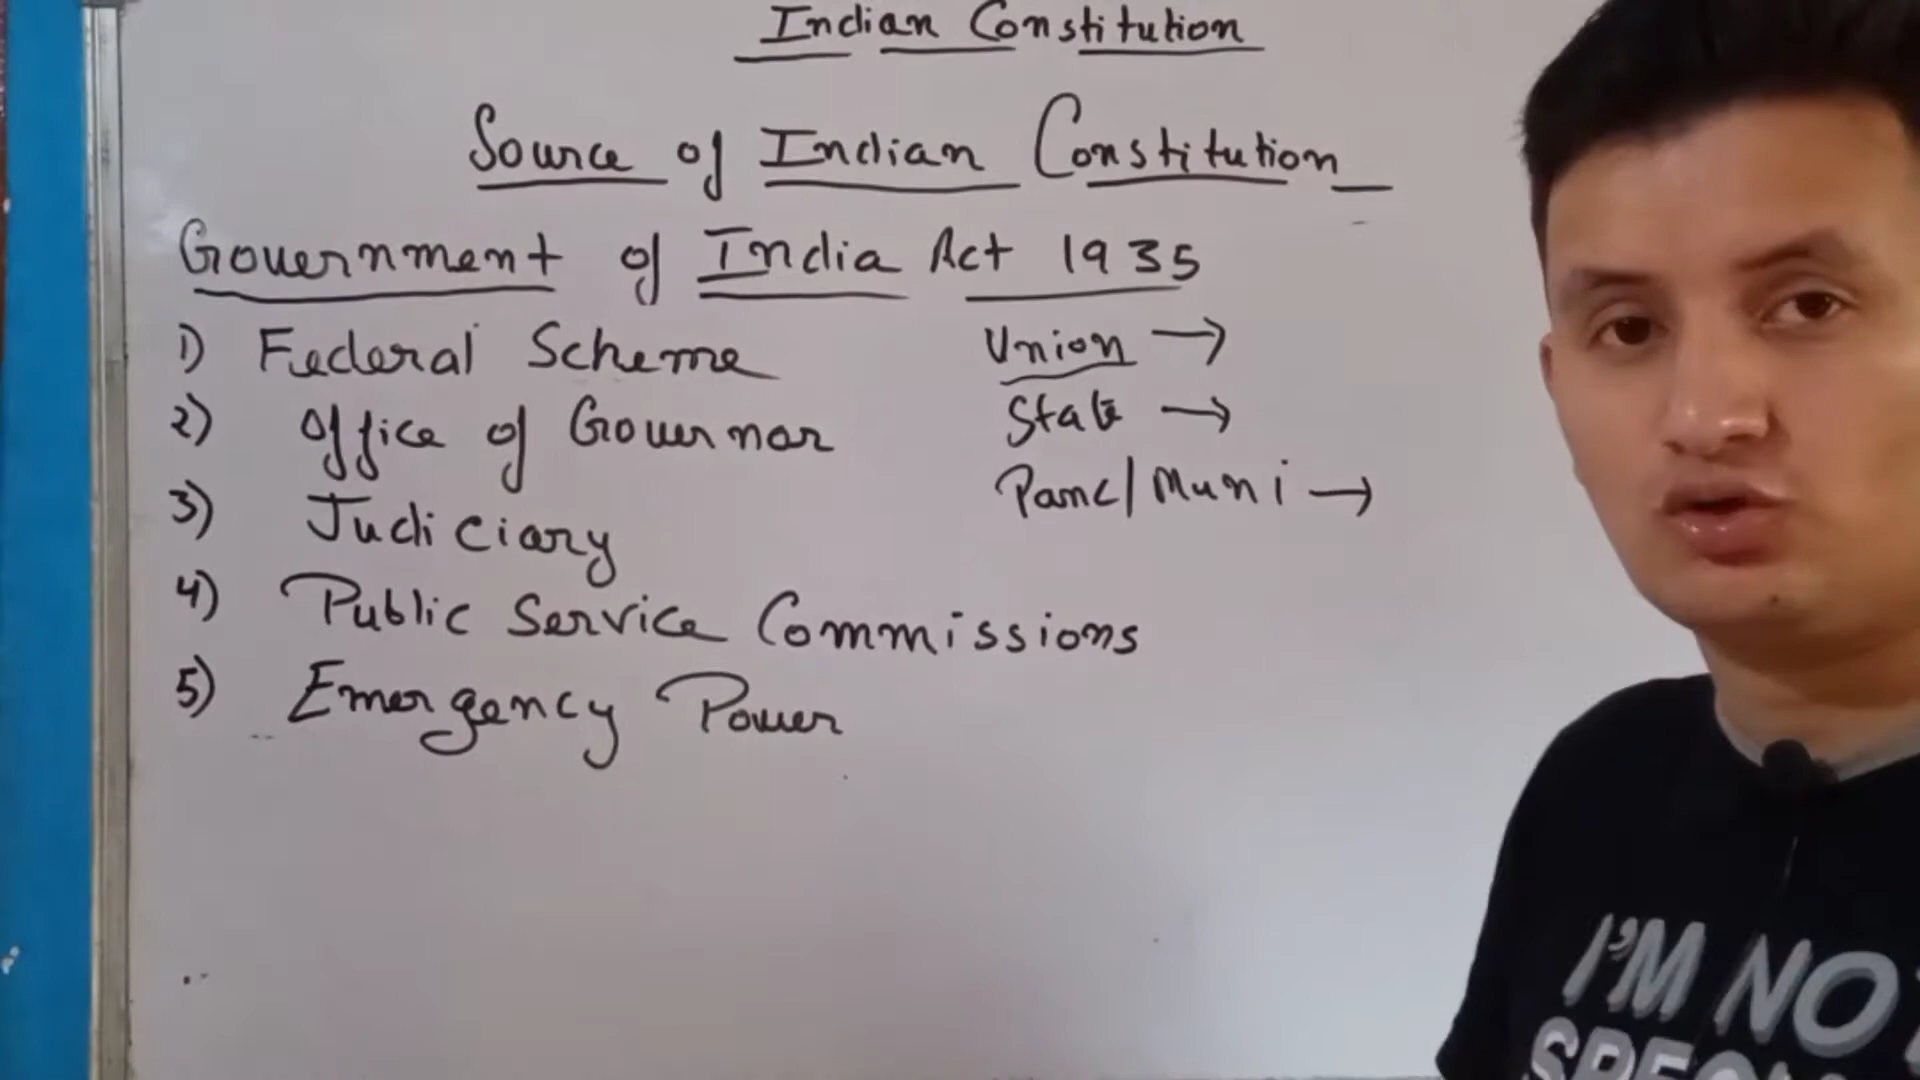 Indian Constitution
Source of Indian Constitution
Government of India Act 1935
1) Federal Scheme
2) Office of Governor
3) Judiciary
4) Public Service Commissions
5) Emergency Power
Union →
State →
Panc/Muni →
I'M NO